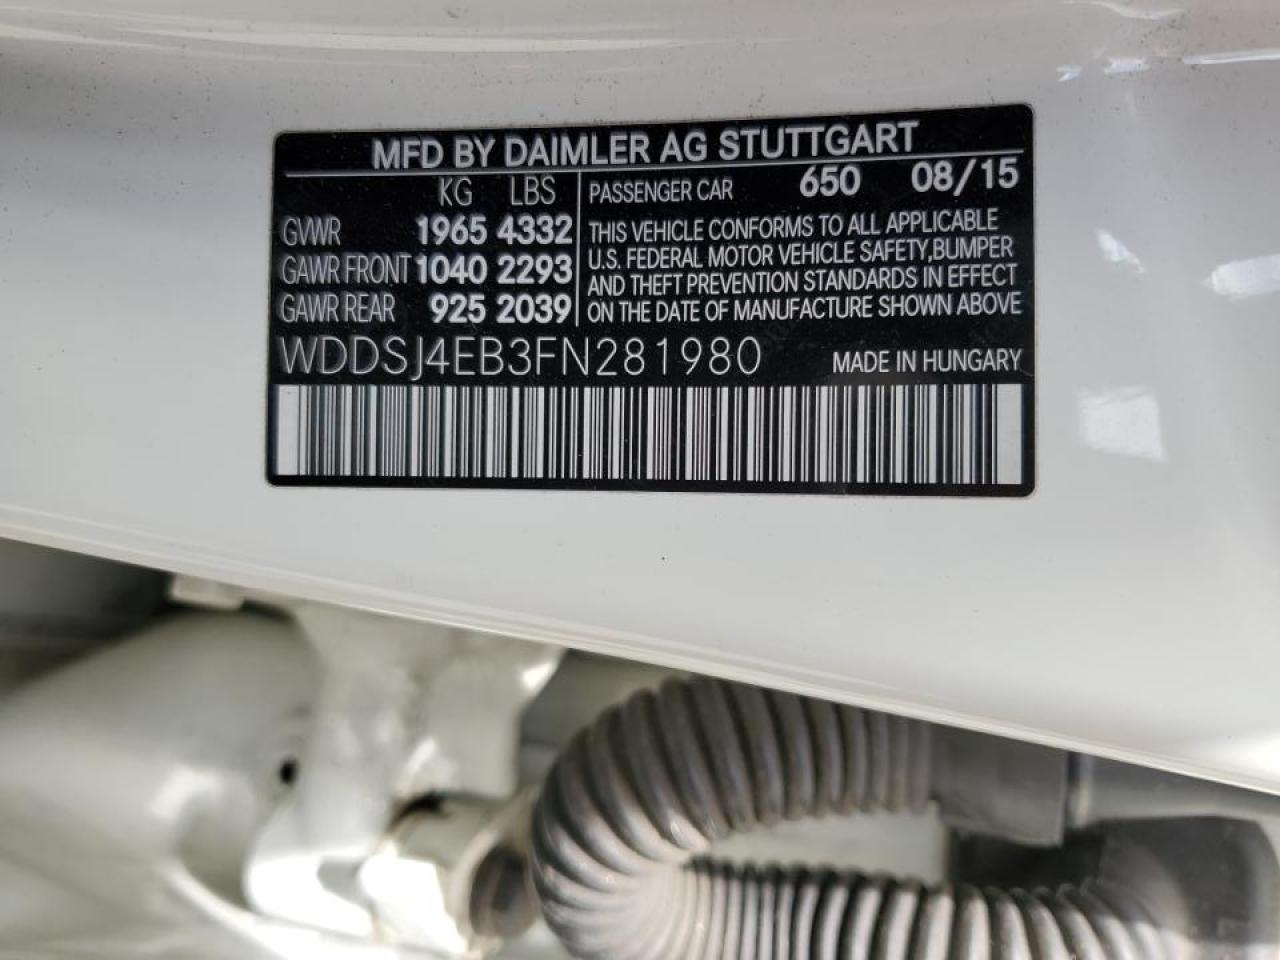 MFD BY DAIMLER AG STUTTGART
KG LBS
GVWR 1965 4332
GAWR FRONT 1040 2293
GAWR REAR 925 2039
PASSENGER CAR 650 08/15
THIS VEHICLE CONFORMS TO ALL APPLICABLE
U.S. FEDERAL MOTOR VEHICLE SAFETY,BUMPER
AND THEFT PREVENTION STANDARDS IN EFFECT
ON THE DATE OF MANUFACTURE SHOWN ABOVE
WDDSJ4EB3FN281980 MADE IN HUNGARY